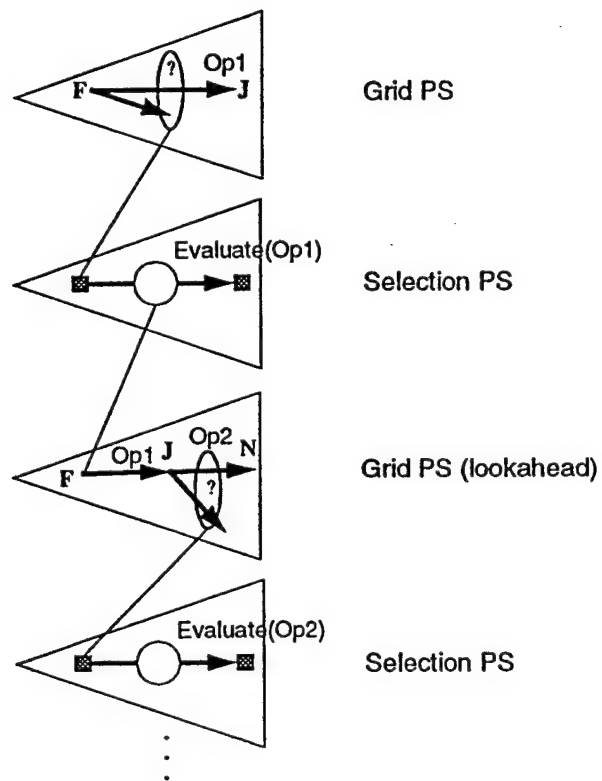 ? Op1
F J
Grid PS
Evaluate(Op1)
Selection PS
Op1 J Op2 N
F ?
Grid PS (lookahead)
Evaluate(Op2)
Selection PS